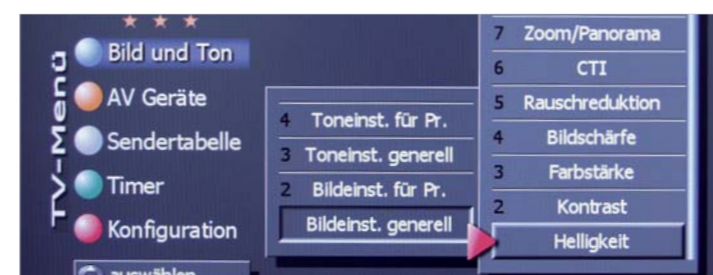 TV-Menü
Bild und Ton
AV Geräte
Sendertabelle
Timer
Konfiguration
auswählen
4 Toneinst. für Pr.
3 Toneinst. generell
2 Bildeinst. für Pr.
Bildeinst. generell
7 Zoom/Panorama
6 CTI
5 Rauschreduktion
4 Bildschärfe
3 Farbstärke
2 Kontrast
Helligkeit